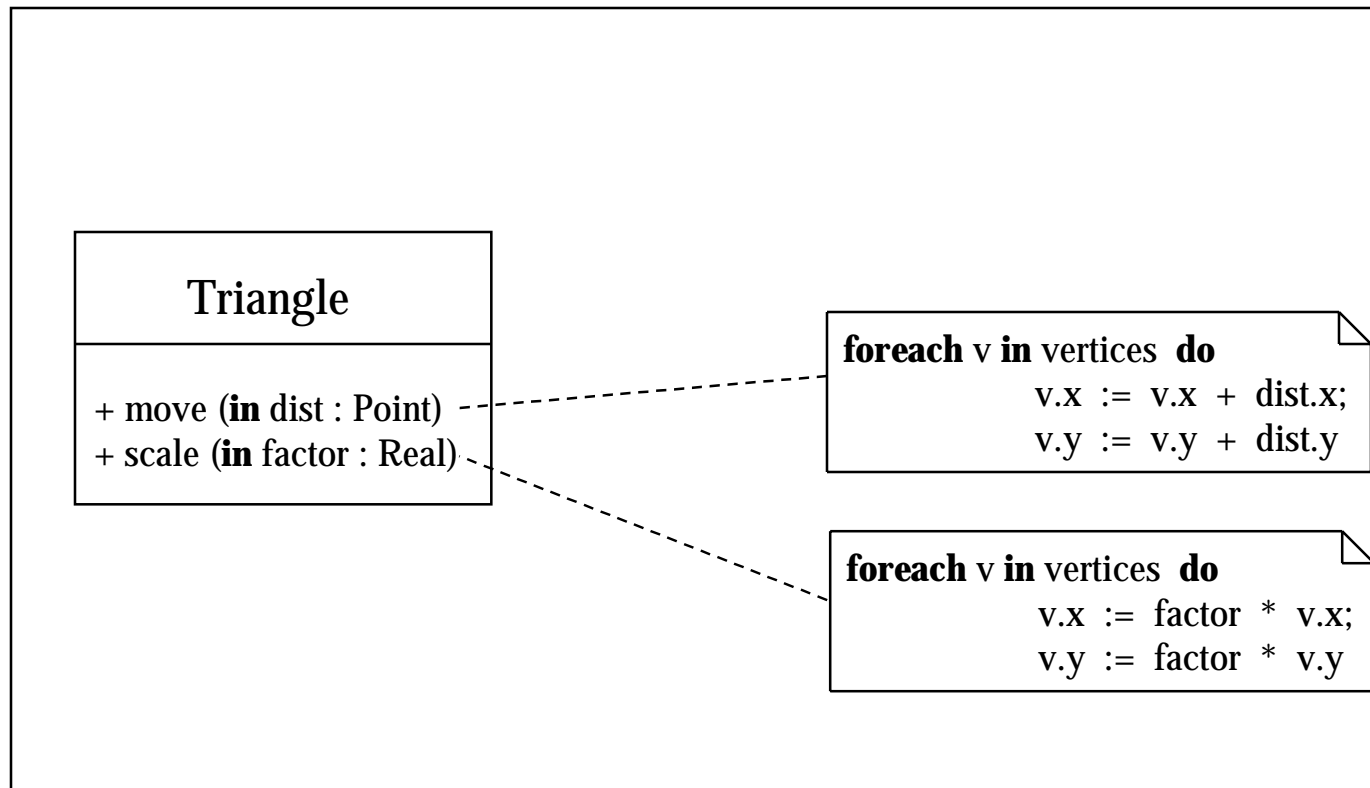 Triangle
+ move (in dist : Point)
+ scale (in factor : Real)
foreach v in vertices do
v.x := v.x + dist.x;
v.y := v.y + dist.y
foreach v in vertices do
v.x := factor * v.x;
v.y := factor * v.y